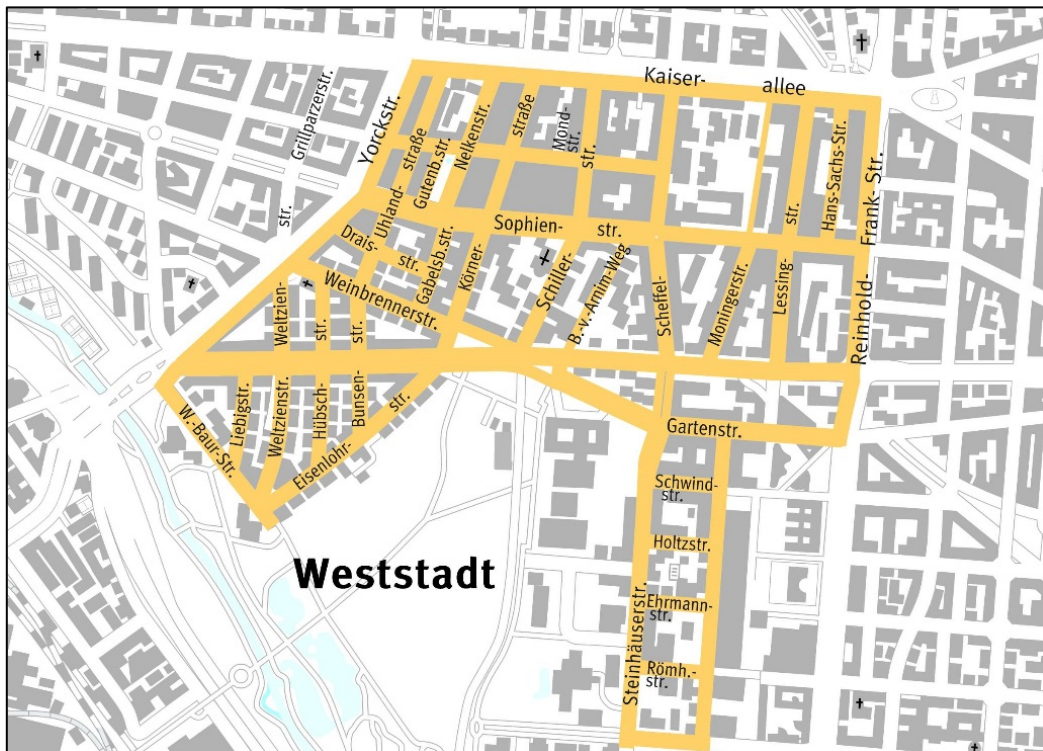 Kaiser-
allee
Grillparzerstr.
str.
Yorckstr.
Uhland-
straße
Gutenb.str.
Nelkenstr.
Körner-
straße
Mond-
str.
Schiller-
str.
Sophien-
str.
Hans-Sachs-Str.
Lessing-
str.
Reinhold-
Frank-
Str.
Drais-
str.
Gabelsb.str.
Weinbrennerstr.
B.-v.-Arnim-Weg
Scheffel-
Moningerstr.
Weltzien-
str.
str.
W.-Baur-Str.
Liebigstr.
Weltzienstr.
Hübsch-
Bunsen-
Eisenlohr-
str.
Gartenstr.
Schwind-
str.
Holtzstr.
Ehrmann-
str.
Römh.-
str.
Steinhäuserstr.
Weststadt